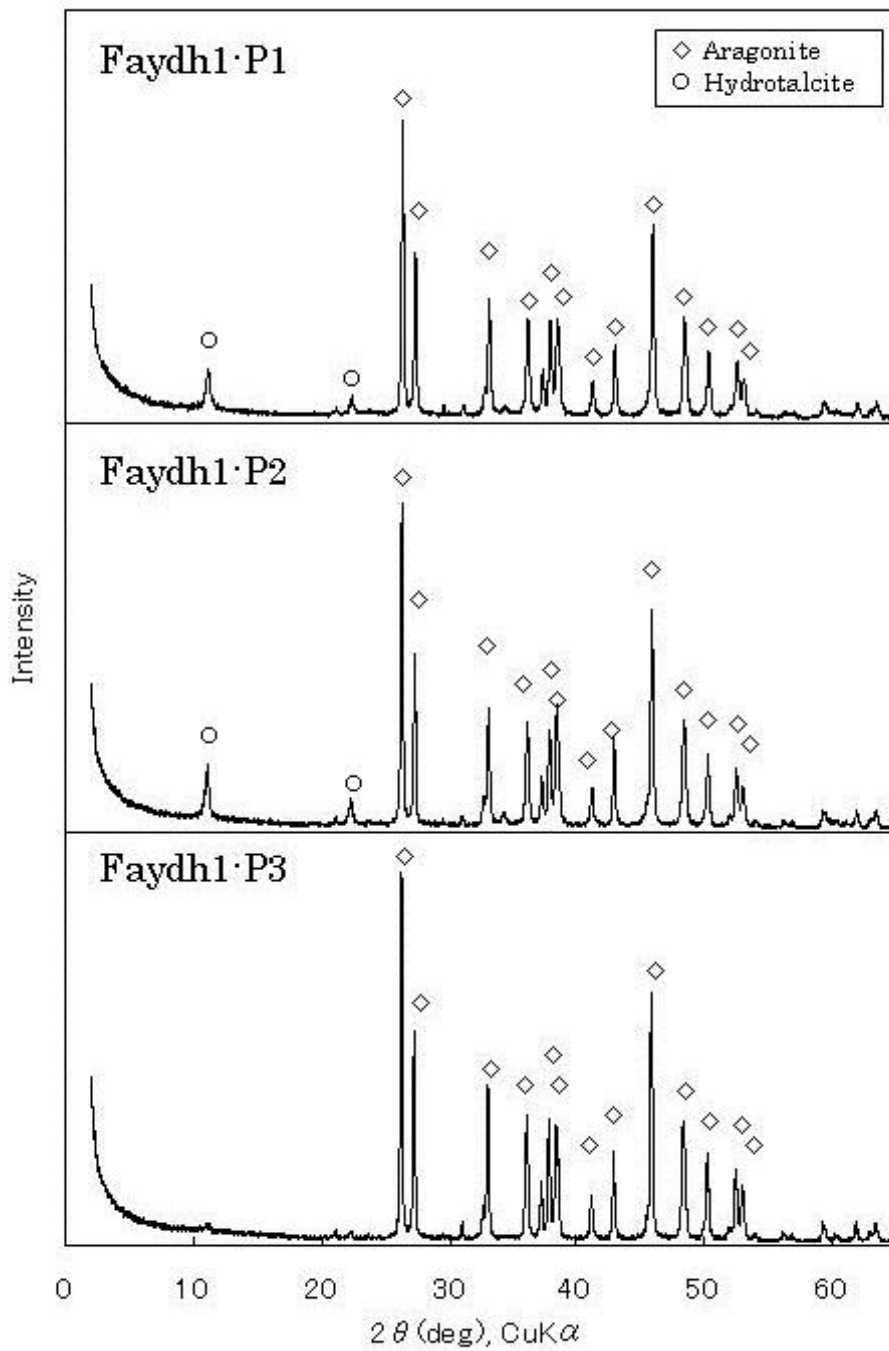 Faydh1·P1
Aragonite
Hydrotalcite
Faydh1·P2
Intensity
Faydh1·P3
0 10 20 30 40 50 60
2θ(deg), CuKα